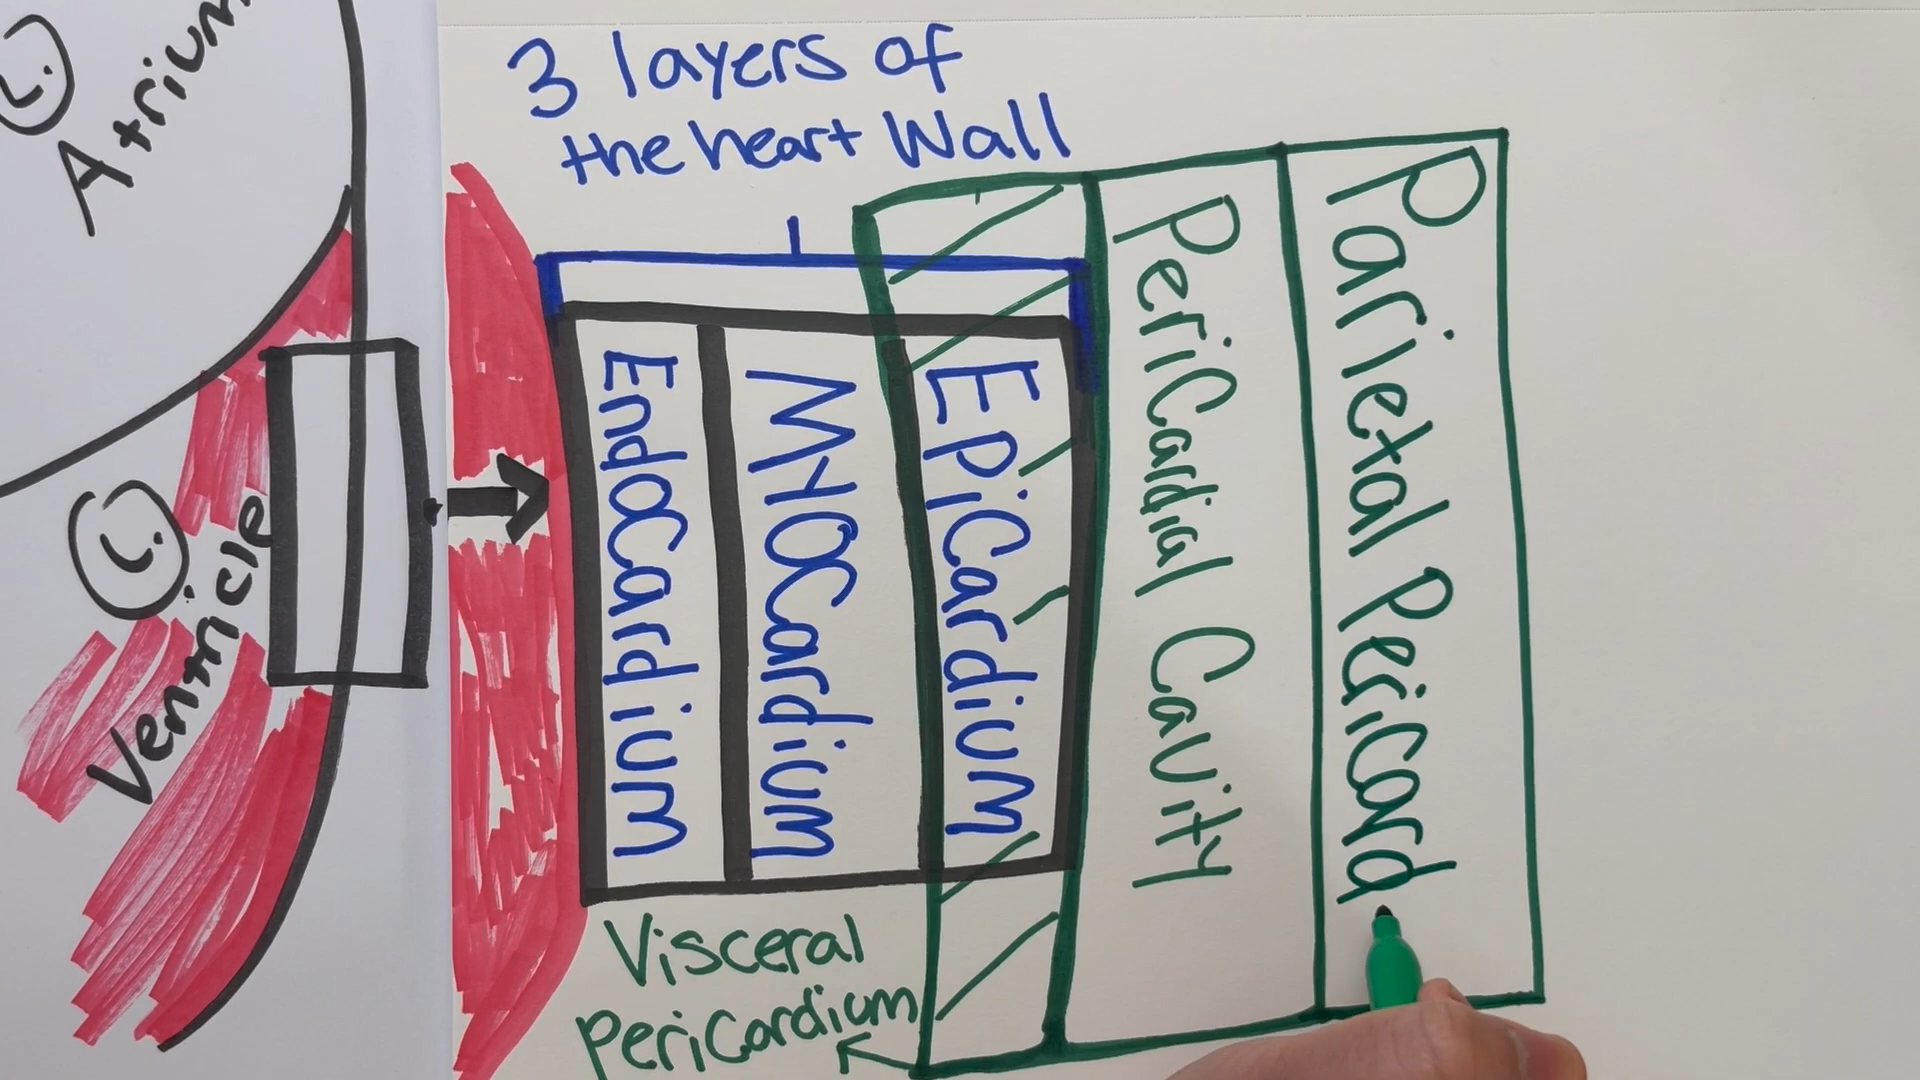 L.
Atrium
L.
Ventricle
3 layers of
the heart Wall
Endocardium
Myocardium
Epicardium
Pericardial Cavity
Parietal Pericard
Visceral
Pericardium